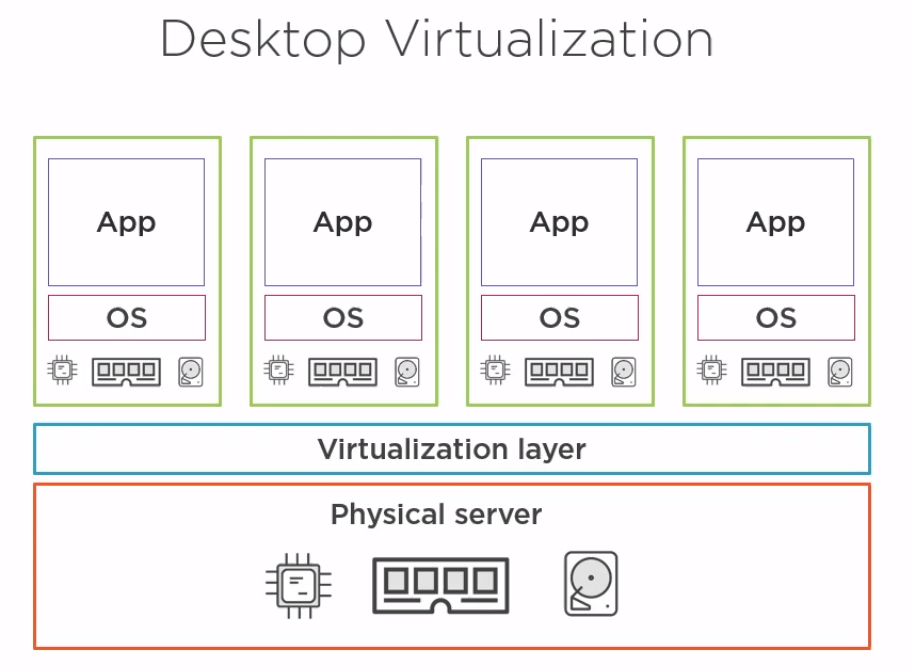 Desktop Virtualization
App
App
App
App
OS
OS
OS
OS
Virtualization layer
Physical server